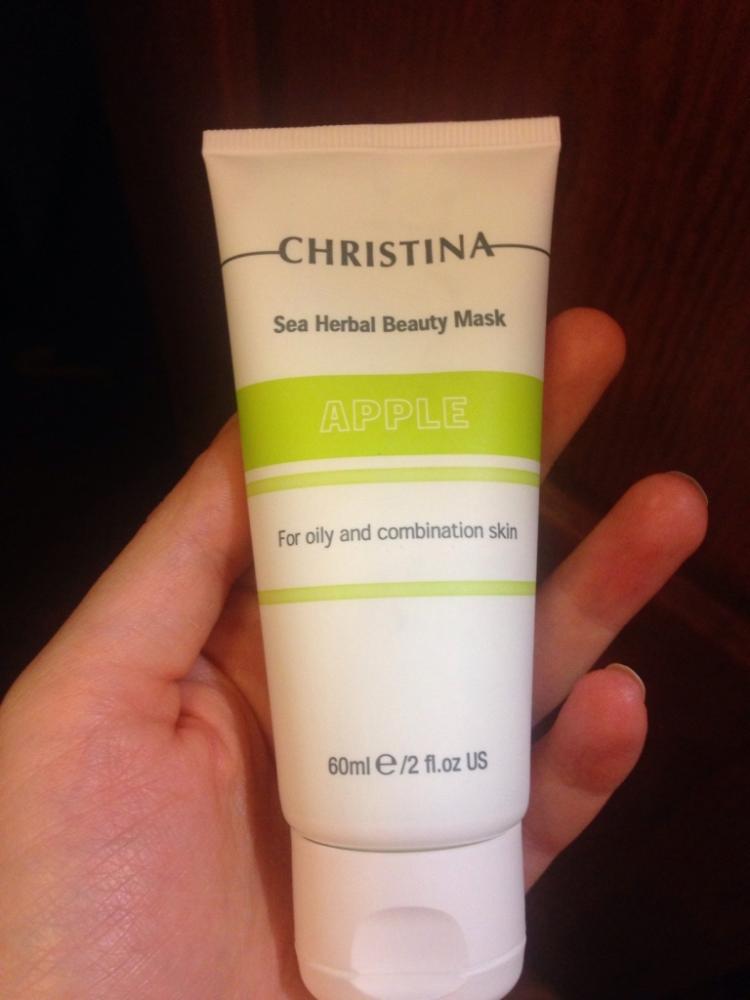 CHRISTINA
Sea Herbal Beauty Mask
APPLE
For oily and combination skin
60ml ℮/2 fl.oz US